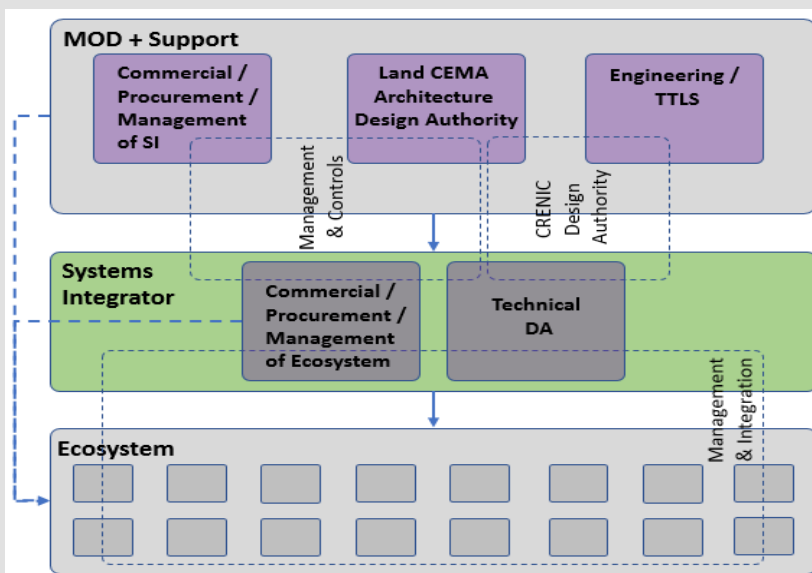 MOD + Support
Commercial /
Procurement /
Management
of SI
Land CEMA
Architecture
Design Authority
Engineering /
TTLS
Management
& Controls
CRENIC
Design
Authority
Systems
Integrator
Commercial /
Procurement /
Management
of Ecosystem
Technical
DA
Management
& Integration
Ecosystem